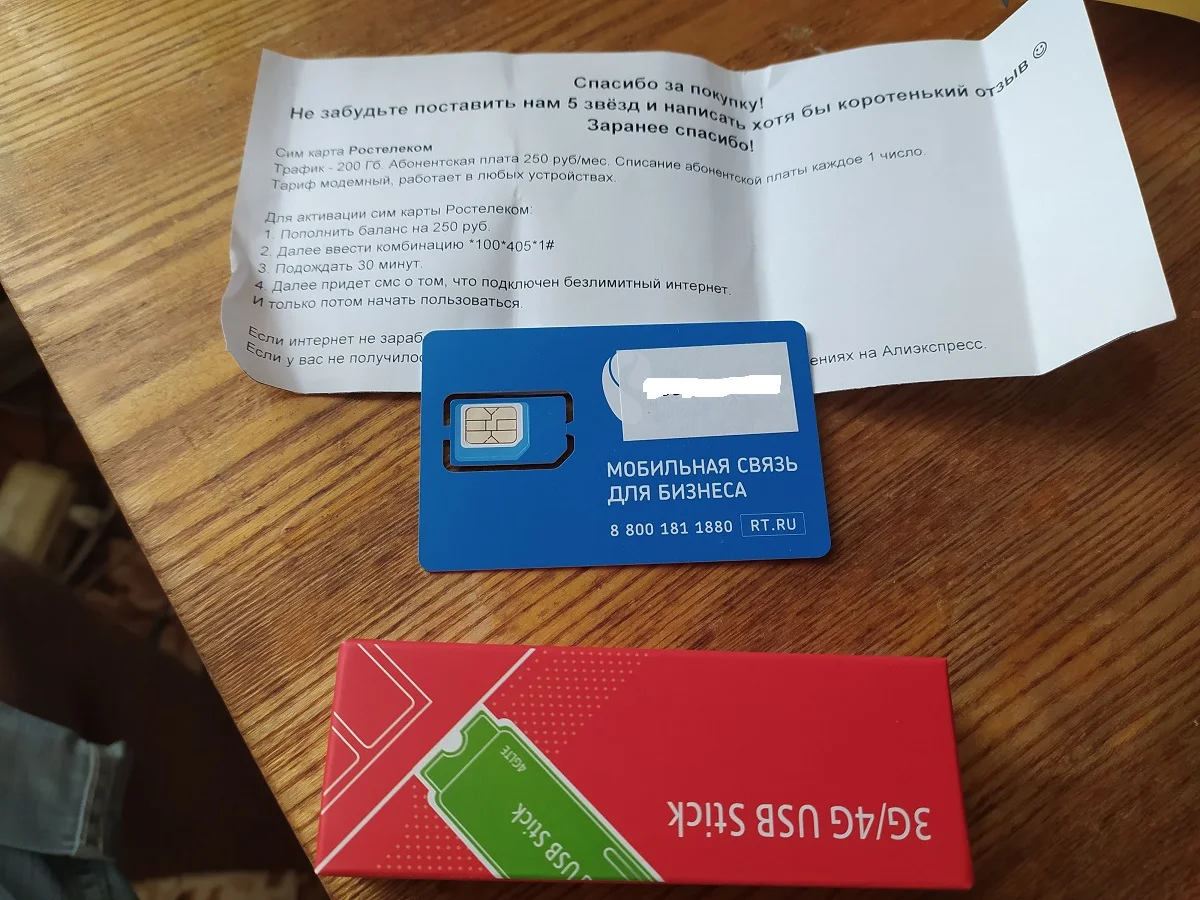 Спасибо за покупку!
Не забудьте поставить нам 5 звёзд и написать хотя бы коротенький отзыв ☺
Заранее спасибо!
Сим карта Ростелеком
Трафик - 200 Гб. Абонентская плата 250 руб/мес. Списание абонентской платы каждое 1 число.
Тариф модемный, работает в любых устройствах.
Для активации сим карты Ростелеком:
1. Пополнить баланс на 250 руб.
2. Далее ввести комбинацию *100*405*1#
3. Подождать 30 минут.
4. Далее придет смс о том, что подключен безлимитный интернет.
И только потом начать пользоваться.
Если интернет не зараб
Если у вас не получилос ениях на Алиэкспресс.
МОБИЛЬНАЯ СВЯЗЬ
ДЛЯ БИЗНЕСА
8 800 181 1880 RT.RU
4GLTE
USB Stick
3G/4G USB Stick